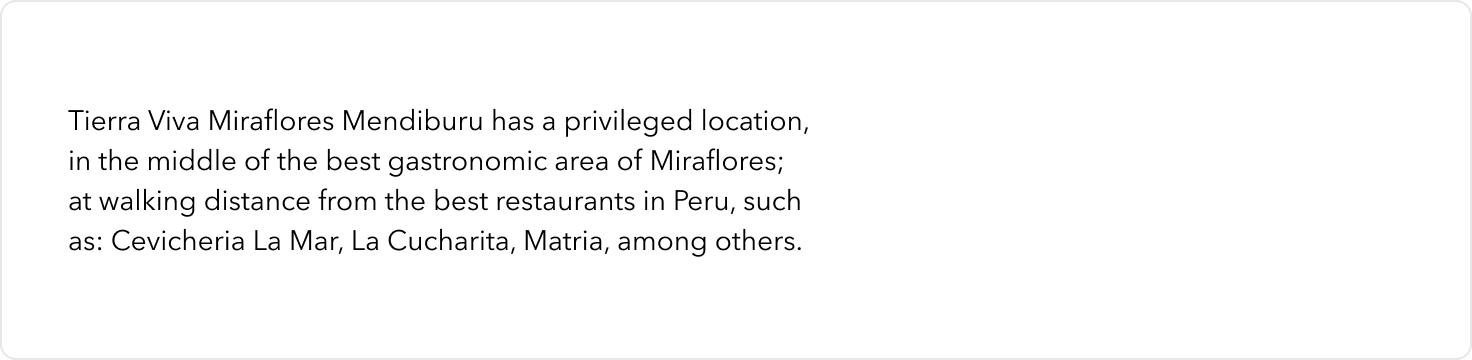 Tierra Viva Miraflores Mendiburu has a privileged location,
in the middle of the best gastronomic area of Miraflores;
at walking distance from the best restaurants in Peru, such
as: Cevicheria La Mar, La Cucharita, Matria, among others.